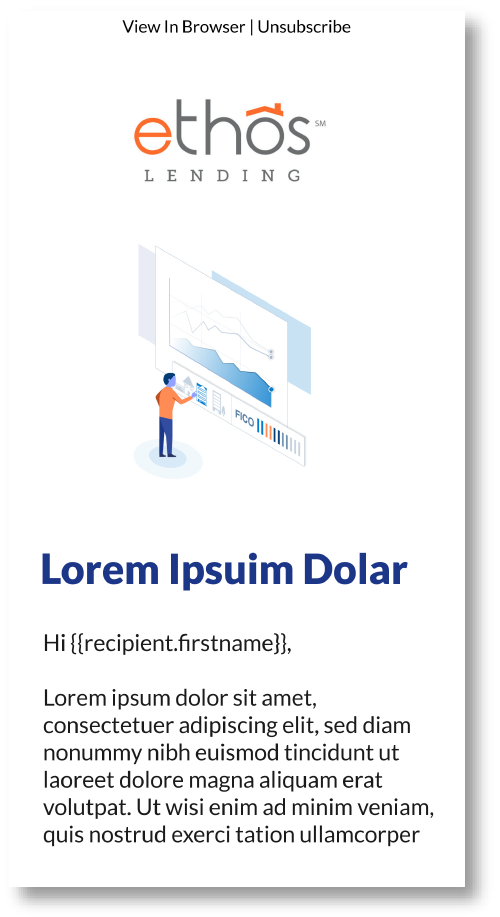 View In Browser | Unsubscribe
ethos SM
LENDING
FICO
Lorem Ipsuim Dolar
Hi {{recipient.firstname}},
Lorem ipsum dolor sit amet,
consectetuer adipiscing elit, sed diam
nonummy nibh euismod tincidunt ut
laoreet dolore magna aliquam erat
volutpat. Ut wisi enim ad minim veniam,
quis nostrud exerci tation ullamcorper